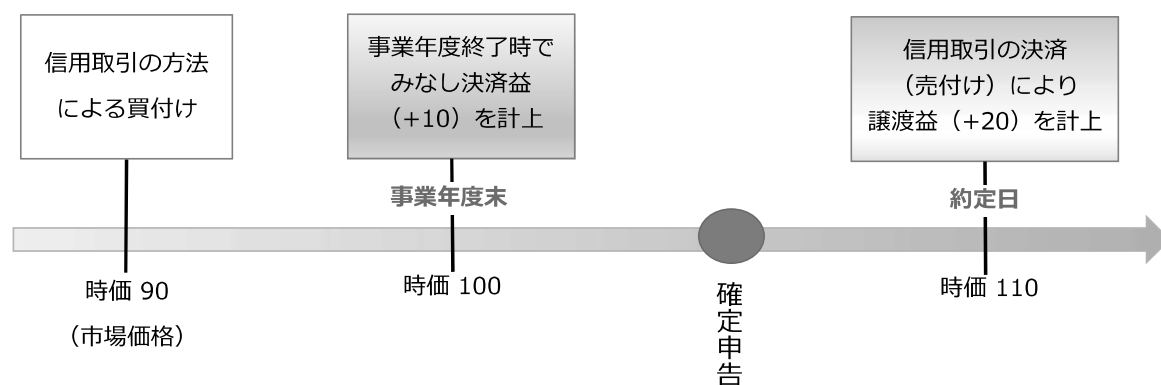 信用取引の方法
による買付け
事業年度終了時で
みなし決済益
（+10）を計上
信用取引の決済
（売付け）により
譲渡益（+20）を計上
事業年度末
約定日
時価 90
（市場価格）
時価 100
確定申告
時価 110